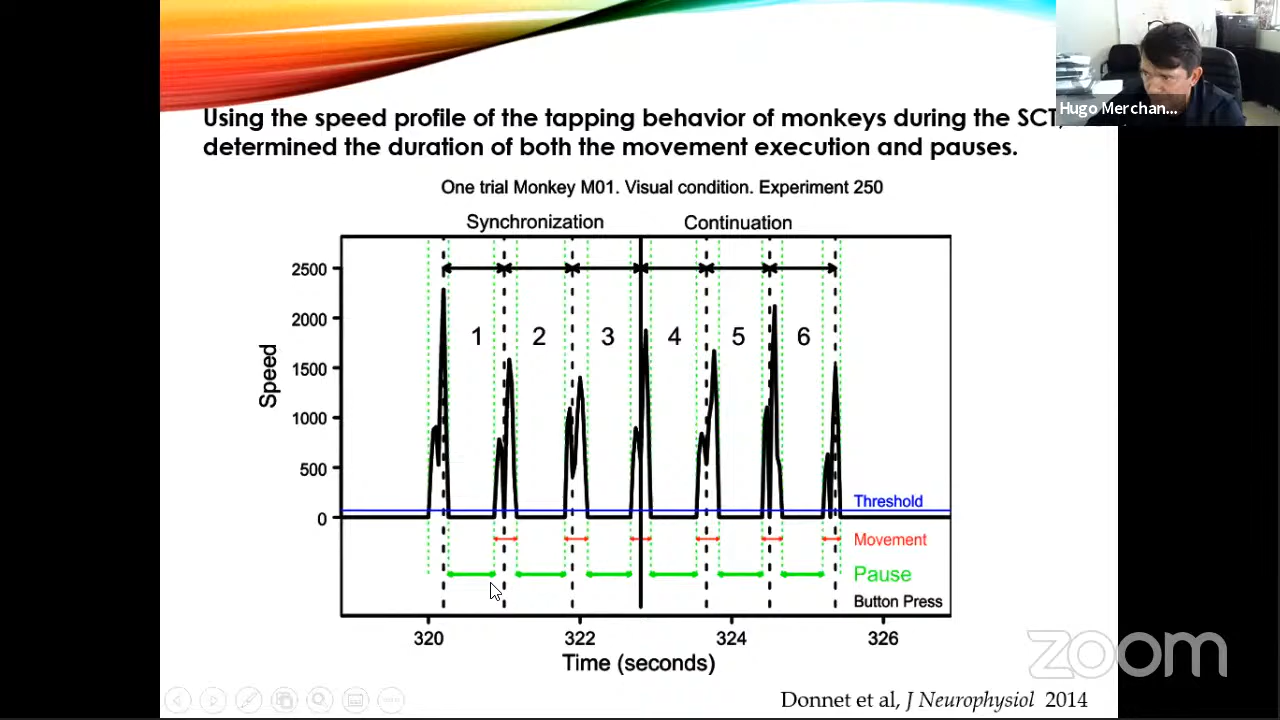 Hugo Merchan...
Using the speed profile of the tapping behavior of monkeys during the SCT,
determined the duration of both the movement execution and pauses.
One trial Monkey M01. Visual condition. Experiment 250
Synchronization Continuation
2500
2000
1500
1000
500
0
Speed
1 2 3 4 5 6
Threshold
Movement
Pause
Button Press
320 322 324 326
Time (seconds)
zoom
Donnet et al, J Neurophysiol 2014